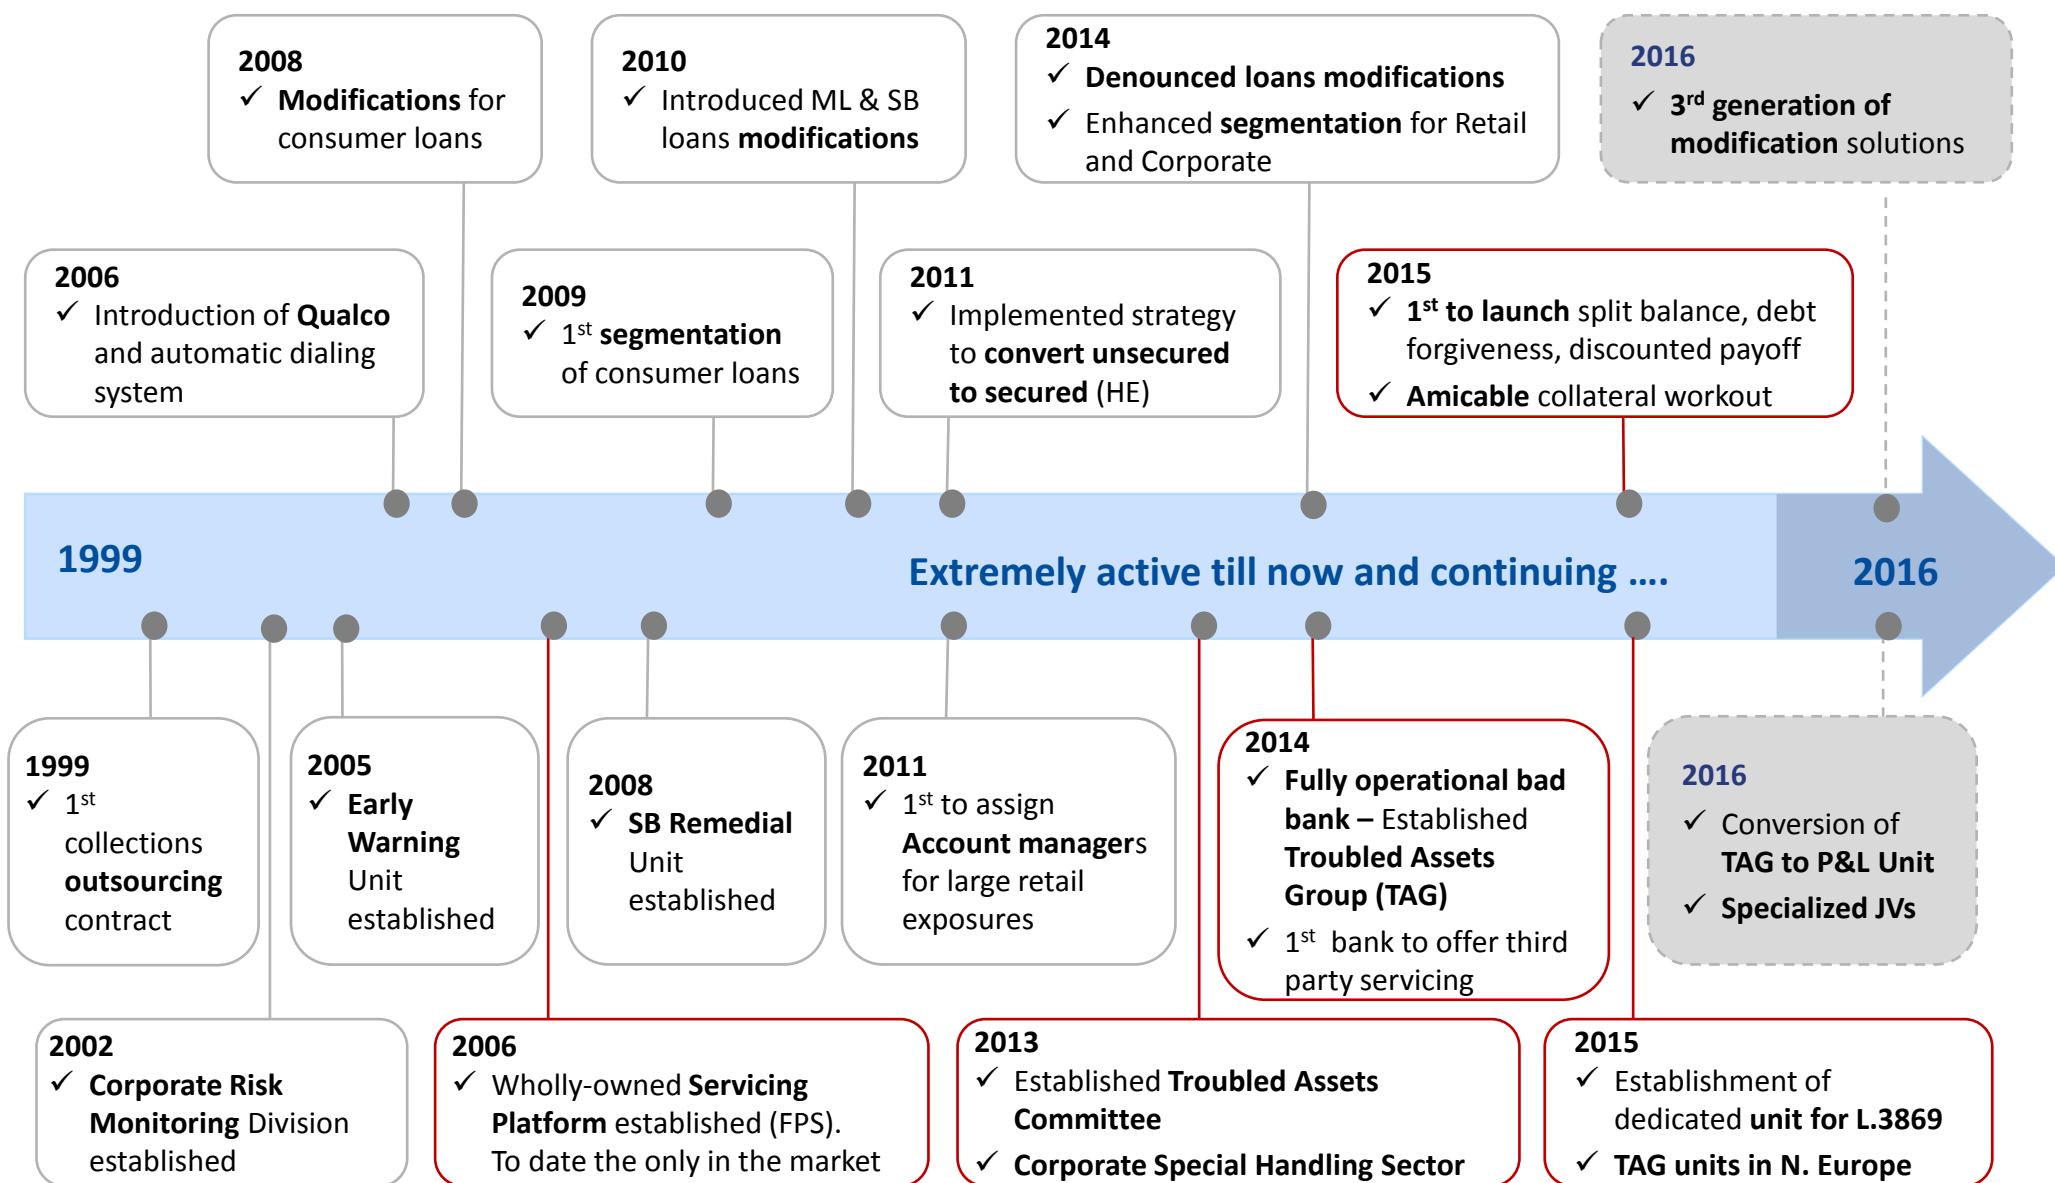 2008
✓ Modifications for
consumer loans
2010
✓ Introduced ML & SB
loans modifications
2014
✓ Denounced loans modifications
✓ Enhanced segmentation for Retail
and Corporate
2016
✓ 3rd generation of
modification solutions
2006
✓ Introduction of Qualco
and automatic dialing
system
2009
✓ 1st segmentation
of consumer loans
2011
✓ Implemented strategy
to convert unsecured
to secured (HE)
2015
✓ 1st to launch split balance, debt
forgiveness, discounted payoff
✓ Amicable collateral workout
1999
Extremely active till now and continuing ....
2016
1999
✓ 1st
collections
outsourcing
contract
2005
✓ Early
Warning
Unit
established
2008
✓ SB Remedial
Unit
established
2011
✓ 1st to assign
Account managers
for large retail
exposures
2014
✓ Fully operational bad
bank – Established
Troubled Assets
Group (TAG)
✓ 1st bank to offer third
party servicing
2016
✓ Conversion of
TAG to P&L Unit
✓ Specialized JVs
2002
✓ Corporate Risk
Monitoring Division
established
2006
✓ Wholly-owned Servicing
Platform established (FPS).
To date the only in the market
2013
✓ Established Troubled Assets
Committee
✓ Corporate Special Handling Sector
2015
✓ Establishment of
dedicated unit for L.3869
✓ TAG units in N. Europe